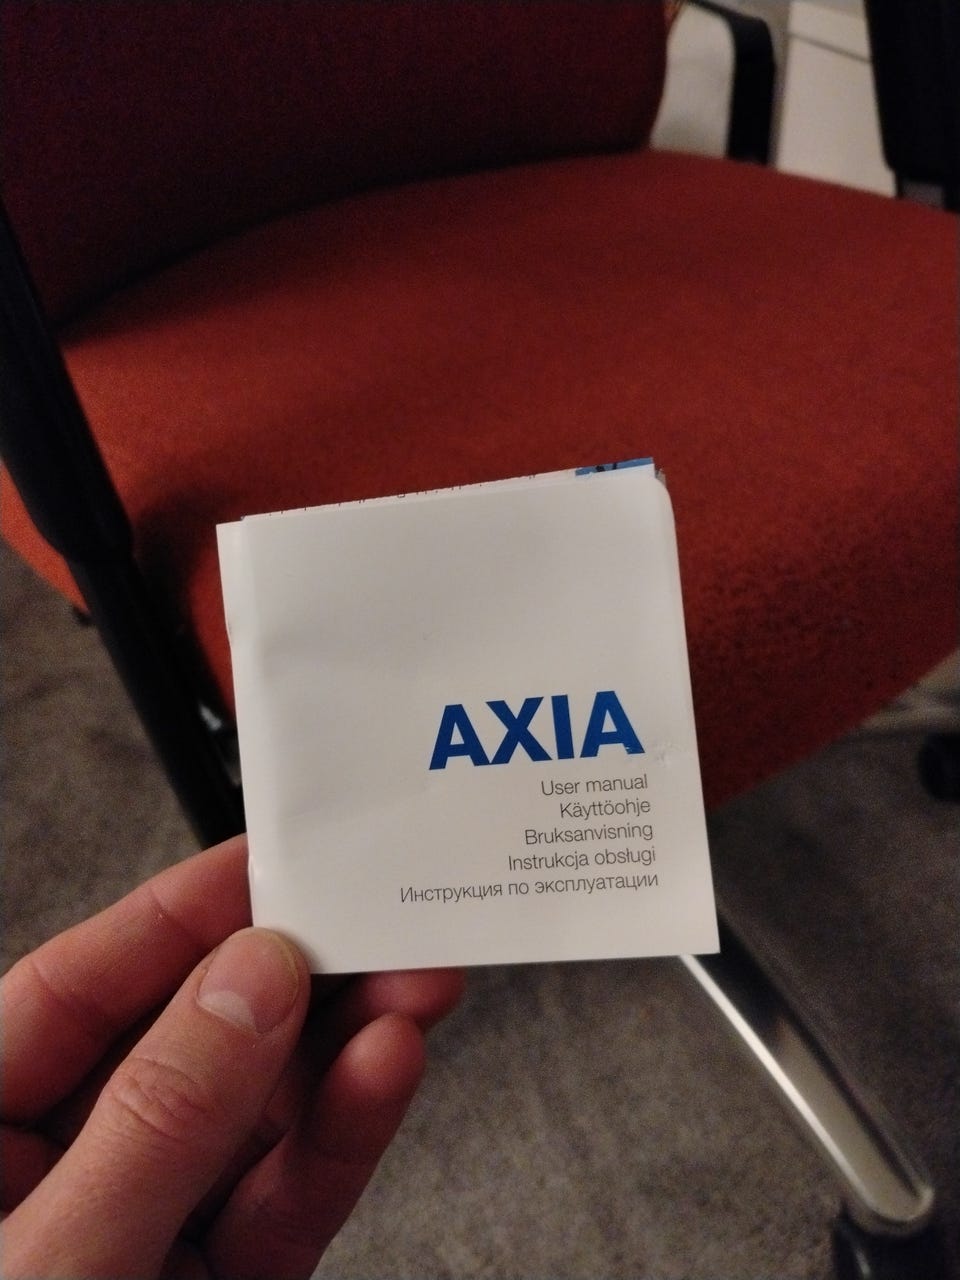 AXIA
User manual
Käyttöohje
Bruksanvisning
Instrukcja obsługi
Инструкция по эксплуатации